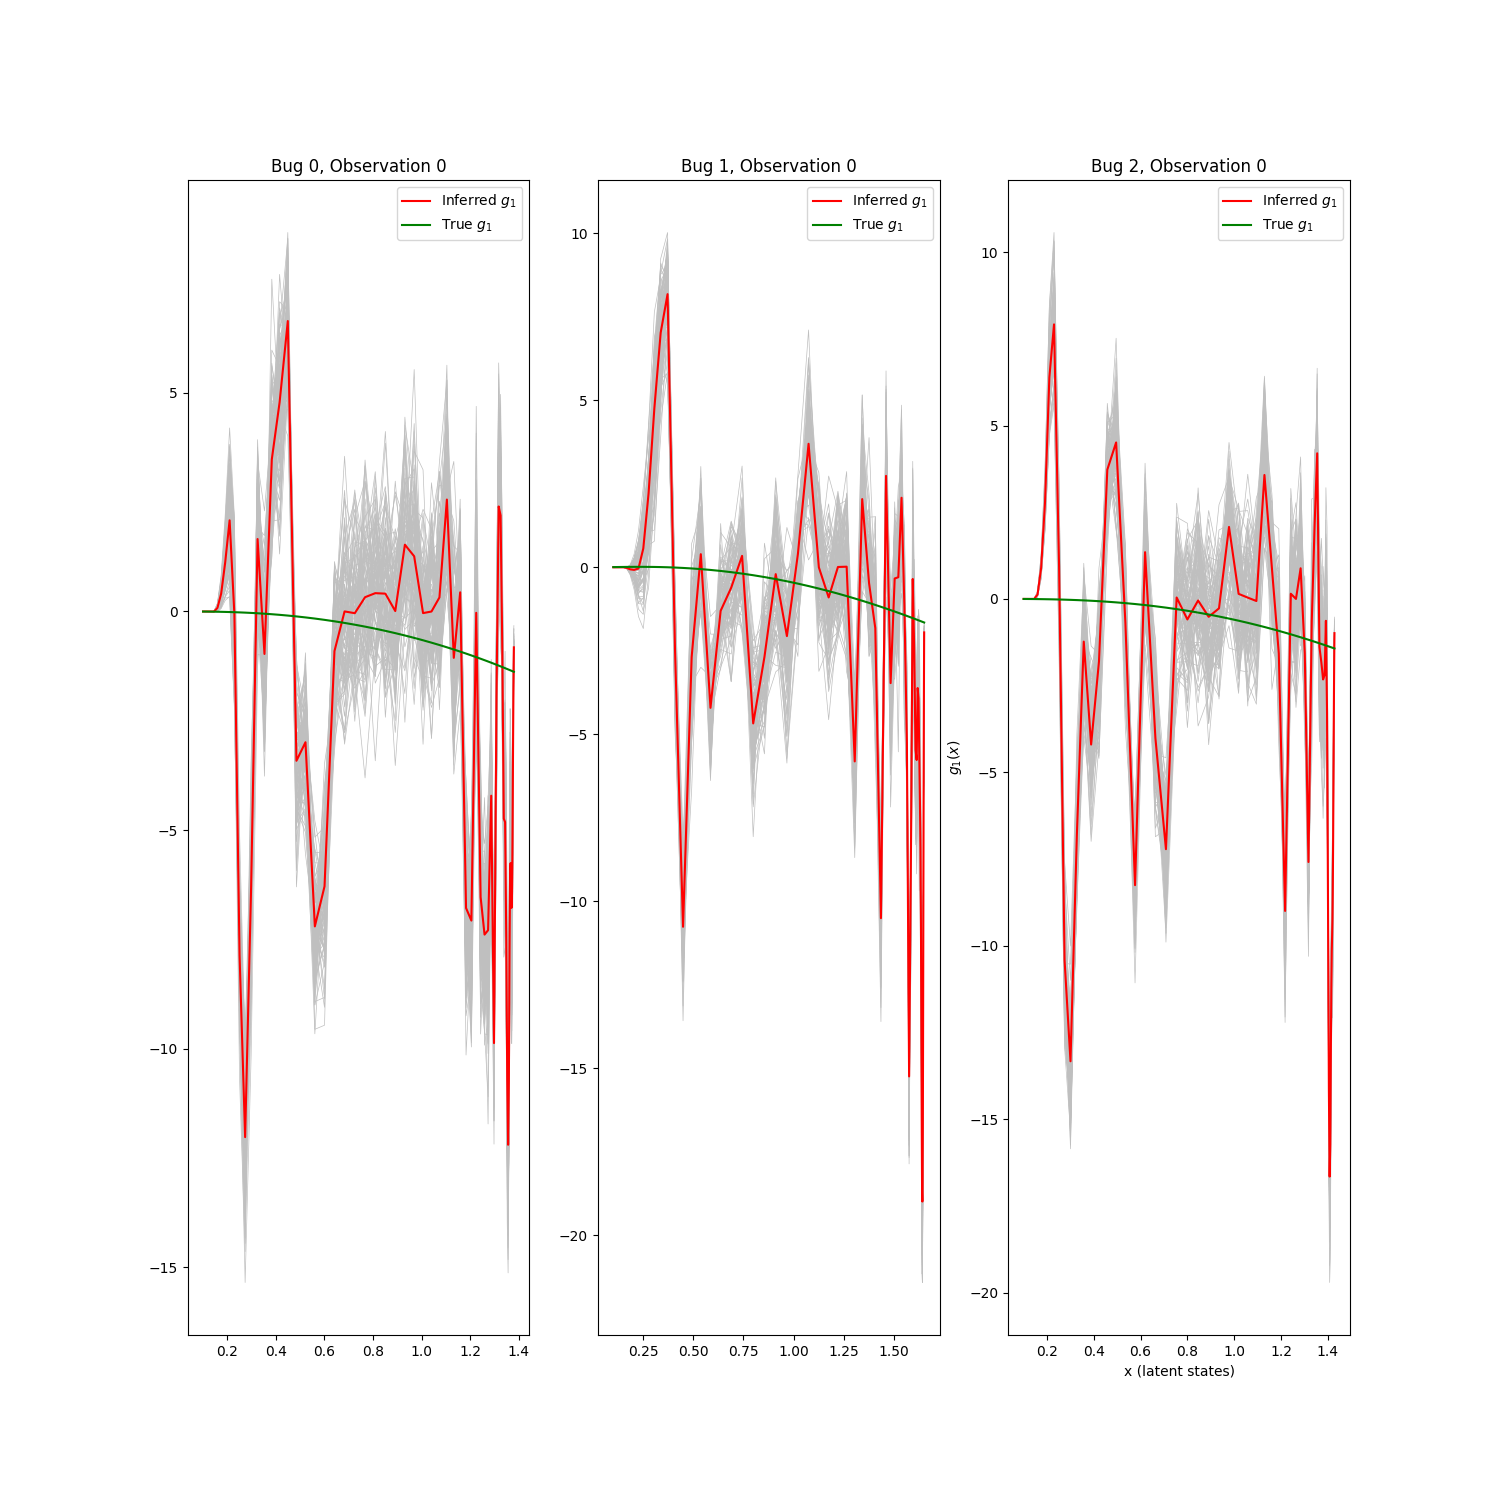 Bug 0, Observation 0
Inferred g₁
True g₁
5
0
−5
−10
−15
0.2 0.4 0.6 0.8 1.0 1.2 1.4
Bug 1, Observation 0
Inferred g₁
True g₁
10
5
0
−5
−10
−15
−20
0.25 0.50 0.75 1.00 1.25 1.50
Bug 2, Observation 0
Inferred g₁
True g₁
g₁(x)
10
5
0
−5
−10
−15
−20
0.2 0.4 0.6 0.8 1.0 1.2 1.4
x (latent states)